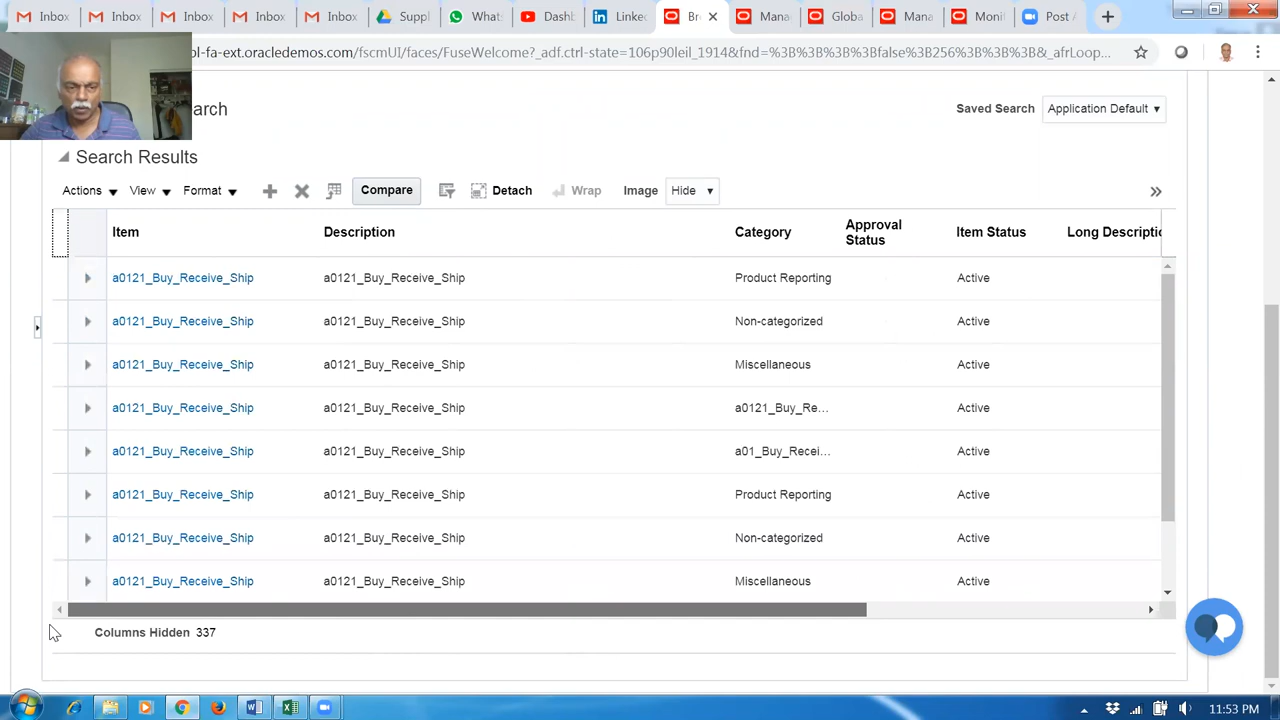 Inbox Inbox Inbox Inbox Inbox Suppl What Dash Linke Br Mana Glob Mana Moni Post A
ol-fa-ext.oracledemos.com/fscmUI/faces/FuseWelcome?_adf.ctrl-state=106p90leil_1914&fnd=%3B%3B%3B%3Bfalse%3B256%3B%3B%3B&_afrLoop...
arch
Saved Search Application Default
Search Results
Actions View Format Compare Detach Wrap Image Hide »
Item Description Category Approval Status Item Status Long Descriptio
a0121_Buy_Receive_Ship a0121_Buy_Receive_Ship Product Reporting Active
a0121_Buy_Receive_Ship a0121_Buy_Receive_Ship Non-categorized Active
a0121_Buy_Receive_Ship a0121_Buy_Receive_Ship Miscellaneous Active
a0121_Buy_Receive_Ship a0121_Buy_Receive_Ship a0121_Buy_Re... Active
a0121_Buy_Receive_Ship a0121_Buy_Receive_Ship a01_Buy_Recei... Active
a0121_Buy_Receive_Ship a0121_Buy_Receive_Ship Product Reporting Active
a0121_Buy_Receive_Ship a0121_Buy_Receive_Ship Non-categorized Active
a0121_Buy_Receive_Ship a0121_Buy_Receive_Ship Miscellaneous Active
Columns Hidden 337
11:53 PM